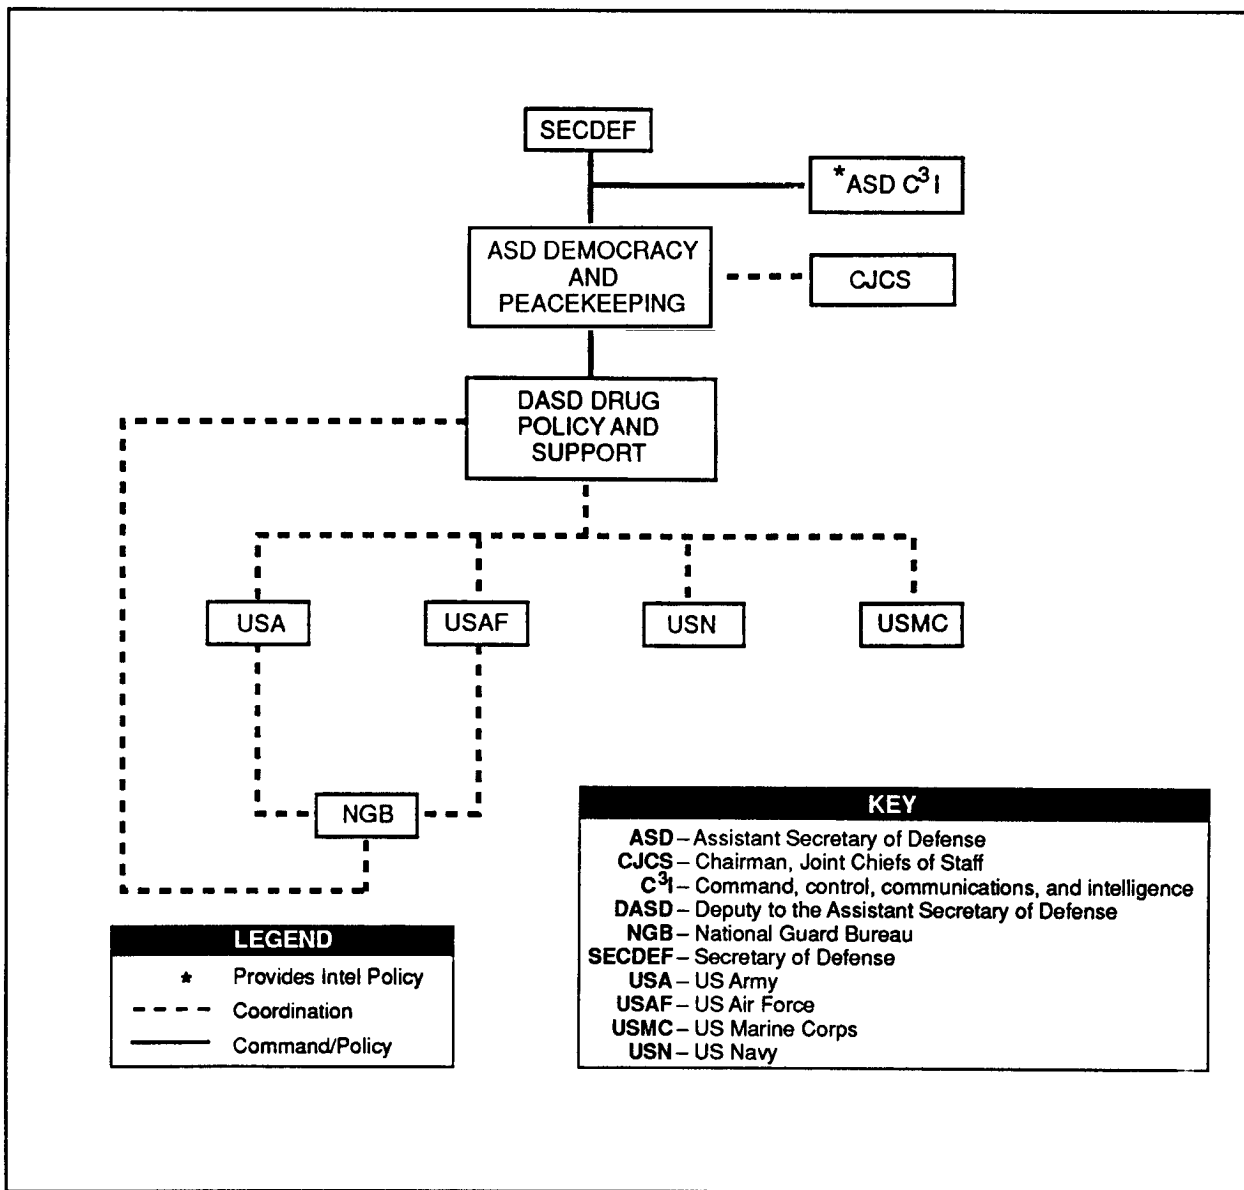 SECDEF
*ASD C³I
ASD DEMOCRACY
AND
PEACEKEEPING
CJCS
DASD DRUG
POLICY AND
SUPPORT
USA
USAF
USN
USMC
NGB
KEY
ASD – Assistant Secretary of Defense
CJCS – Chairman, Joint Chiefs of Staff
C³I – Command, control, communications, and intelligence
DASD – Deputy to the Assistant Secretary of Defense
NGB – National Guard Bureau
SECDEF – Secretary of Defense
USA – US Army
USAF – US Air Force
USMC – US Marine Corps
USN – US Navy
LEGEND
* Provides Intel Policy
Coordination
Command/Policy